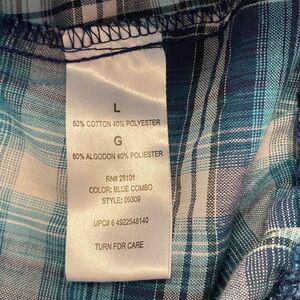 L
60% COTTON 40% POLYESTER
G
60% ALGODON 40% POLIESTER
RN# 28101
COLOR: BLUE COMBO
STYLE: 09309
UPC# 6 4922548140
TURN FOR CARE